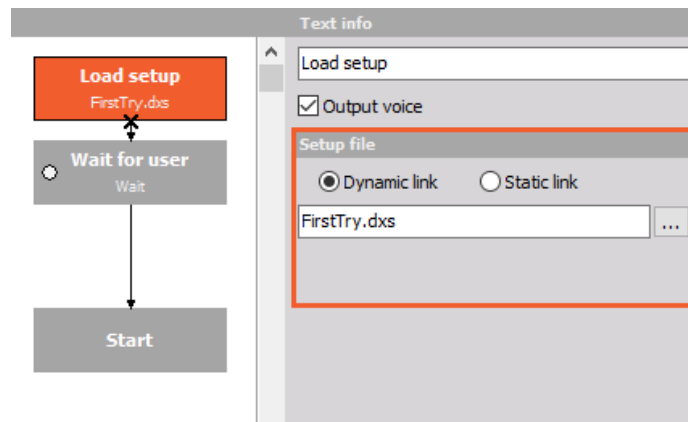 Text info
Load setup
FirstTry.dxs
Wait for user
Wait
Start
Load setup
Output voice
Setup file
Dynamic link
Static link
FirstTry.dxs
...